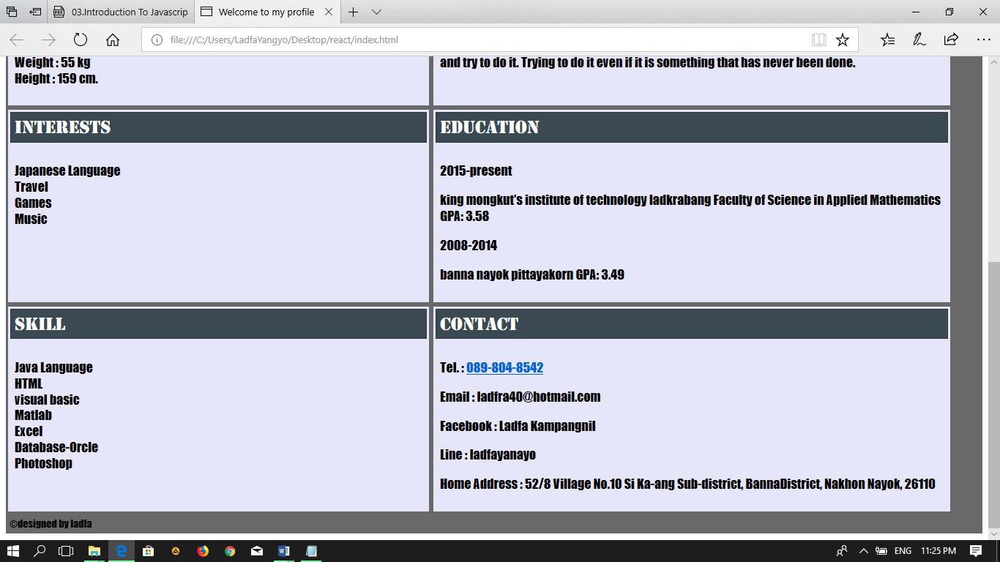 03.Introduction To Javascrip
Welcome to my profile
file:///C:/Users/LadfaYangyo/Desktop/react/index.html
Weight : 55 kg
Height : 159 cm.
and try to do it. Trying to do it even if it is something that has never been done.
INTERESTS
Japanese Language
Travel
Games
Music
EDUCATION
2015-present
king mongkut's institute of technology ladkrabang Faculty of Science in Applied Mathematics
GPA: 3.58
2008-2014
banna nayok pittayakorn GPA: 3.49
SKILL
Java Language
HTML
visual basic
Matlab
Excel
Database-Orcle
Photoshop
CONTACT
Tel. : 089-804-8542
Email : ladfra40@hotmail.com
Facebook : Ladfa Kampangnil
Line : ladfayanayo
Home Address : 52/8 Village No.10 Si Ka-ang Sub-district, BannaDistrict, Nakhon Nayok, 26110
©designed by ladfa
ENG
11:25 PM